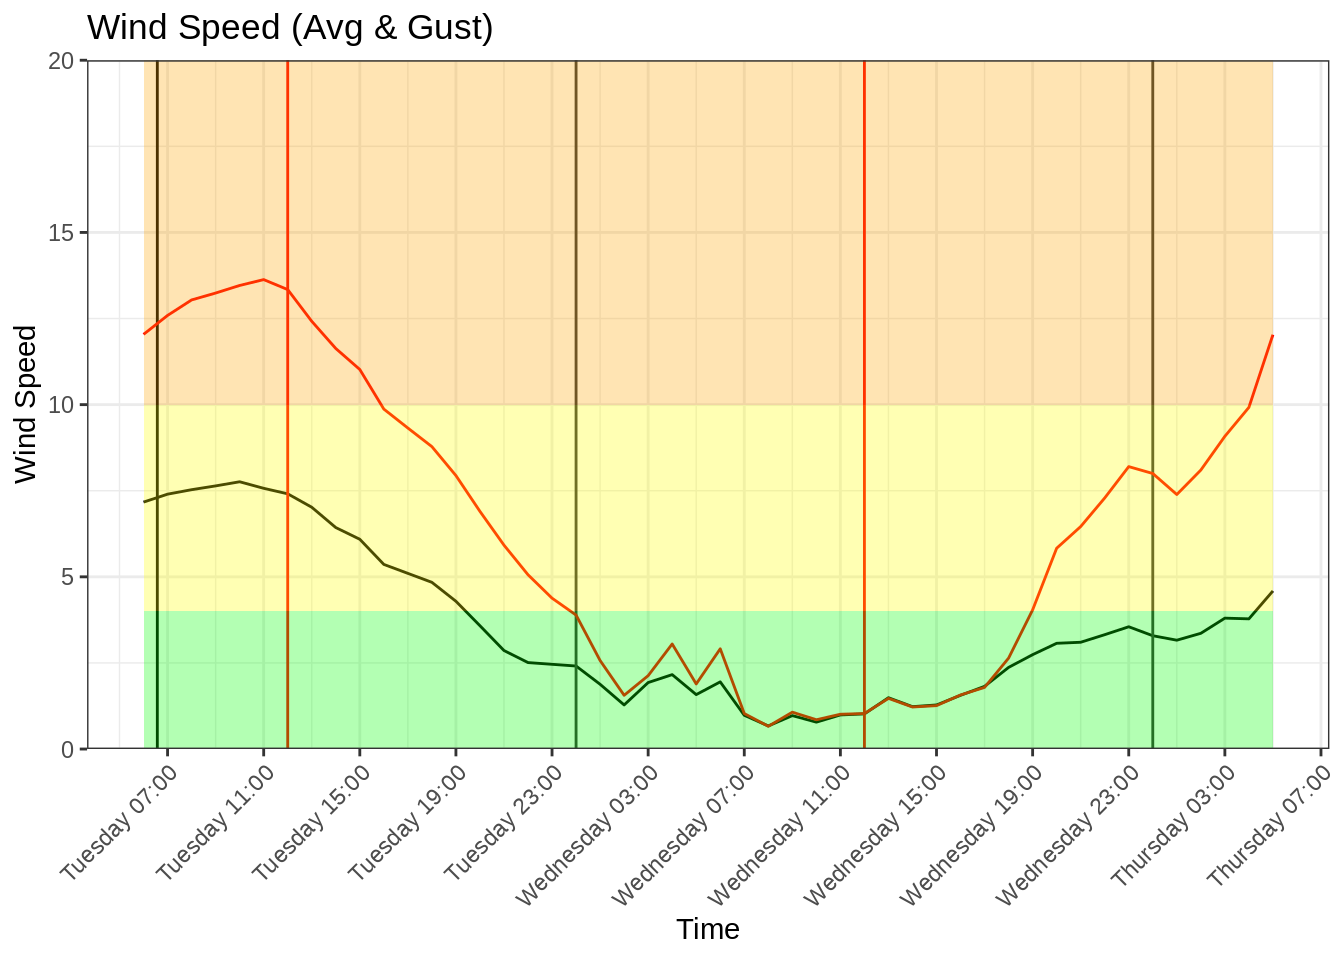 Wind Speed (Avg & Gust)
20
15
10
5
0
Wind Speed
Tuesday 07:00
Tuesday 11:00
Tuesday 15:00
Tuesday 19:00
Tuesday 23:00
Wednesday 03:00
Wednesday 07:00
Wednesday 11:00
Wednesday 15:00
Wednesday 19:00
Wednesday 23:00
Thursday 03:00
Thursday 07:00
Time